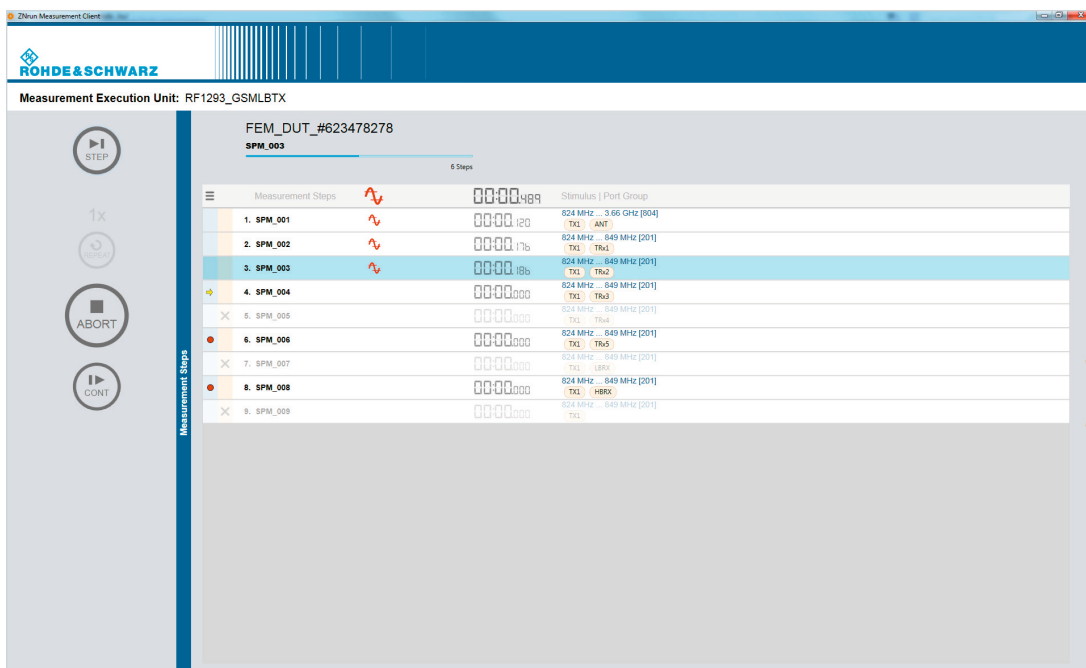 ZNrun Measurement Client
ROHDE & SCHWARZ
Measurement Execution Unit: RF1293_GSMLBTX
STEP
1x
REPEAT
ABORT
CONT
Measurement Steps
FEM_DUT_#623478278
SPM_003
6 Steps
Measurement Steps 00:00.489 Stimulus | Port Group
1. SPM_001 00:00.120 824 MHz ... 3.66 GHz [804]
TX1 ANT
2. SPM_002 00:00.176 824 MHz ... 849 MHz [201]
TX1 TRx1
3. SPM_003 00:00.186 824 MHz ... 849 MHz [201]
TX1 TRx2
4. SPM_004 00:00.000 824 MHz ... 849 MHz [201]
TX1 TRx3
5. SPM_005 00:00.000 824 MHz ... 849 MHz [201]
TX1 TRx4
6. SPM_006 00:00.000 824 MHz ... 849 MHz [201]
TX1 TRx5
7. SPM_007 00:00.000 824 MHz ... 849 MHz [201]
TX1 LBRX
8. SPM_008 00:00.000 824 MHz ... 849 MHz [201]
TX1 HBRX
9. SPM_009 00:00.000 824 MHz ... 849 MHz [201]
TX1